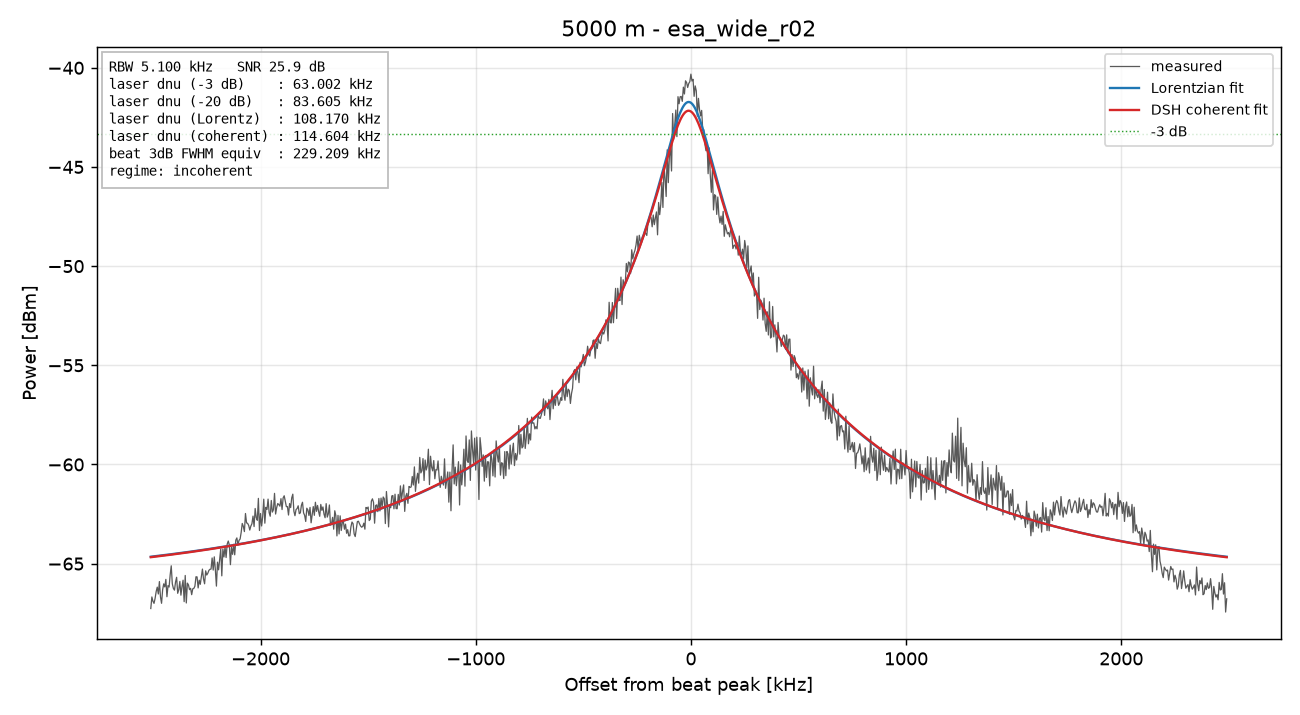 5000 m - esa_wide_r02
RBW 5.100 kHz   SNR 25.9 dB
laser dnu (-3 dB)    : 63.002 kHz
laser dnu (-20 dB)   : 83.605 kHz
laser dnu (Lorentz)  : 108.170 kHz
laser dnu (coherent) : 114.604 kHz
beat 3dB FWHM equiv  : 229.209 kHz
regime: incoherent
measured
Lorentzian fit
DSH coherent fit
-3 dB
Power [dBm]
−40
−45
−50
−55
−60
−65
−2000
−1000
0
1000
2000
Offset from beat peak [kHz]